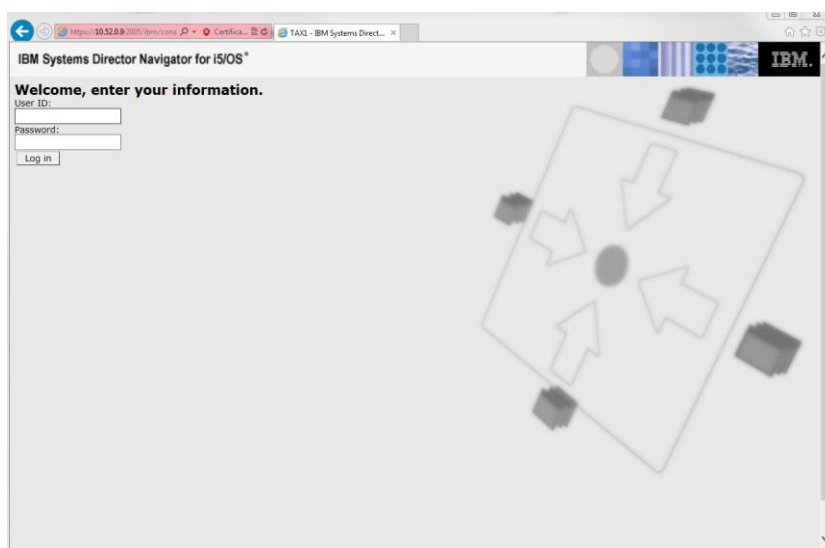 https://10.52.0.9:2005/ibm/conc Certifica... TAX1 - IBM Systems Direct...
IBM Systems Director Navigator for i5/OS® IBM.
Welcome, enter your information.
User ID:
Password:
Log in